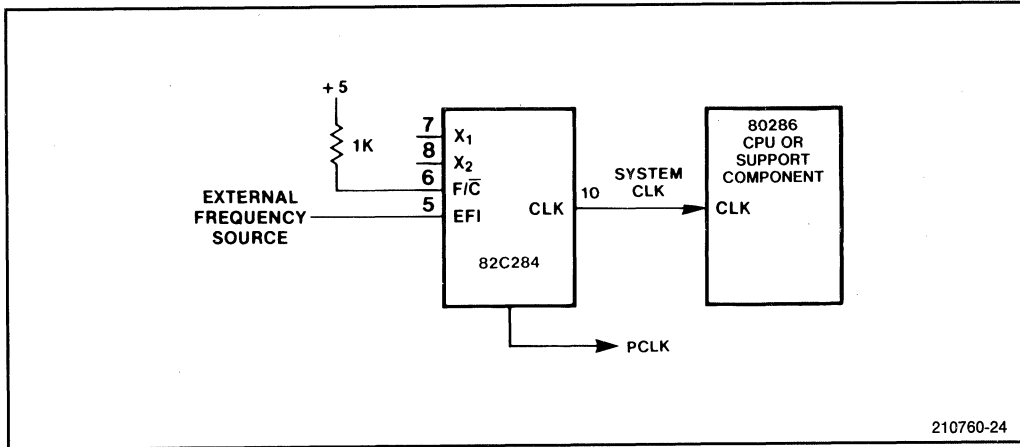 + 5
1K
7 X1
8 X2
6 F/C̅
5 EFI
EXTERNAL
FREQUENCY
SOURCE
CLK
10
82C284
SYSTEM
CLK
80286
CPU OR
SUPPORT
COMPONENT
CLK
PCLK
210760-24